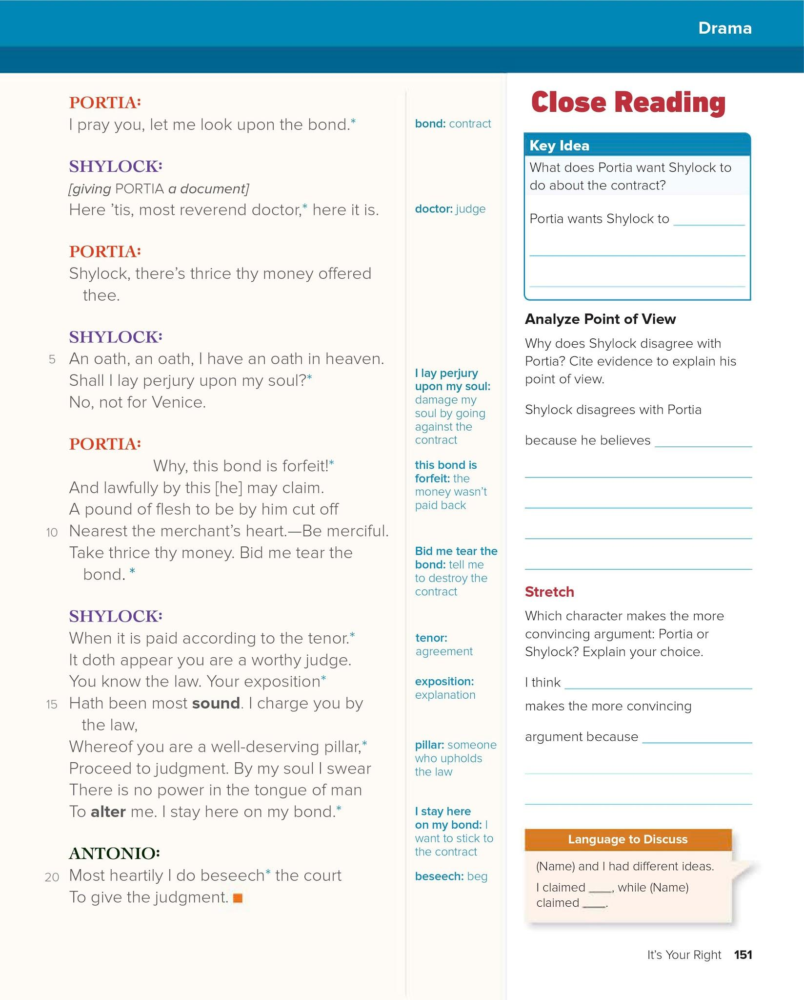 Drama
PORTIA:
I pray you, let me look upon the bond.*
SHYLOCK:
[giving PORTIA a document]
Here ’tis, most reverend doctor,* here it is.
PORTIA:
Shylock, there’s thrice thy money offered
thee.
SHYLOCK:
5 An oath, an oath, I have an oath in heaven.
Shall I lay perjury upon my soul?*
No, not for Venice.
PORTIA:
Why, this bond is forfeit!*
And lawfully by this [he] may claim.
A pound of flesh to be by him cut off
10 Nearest the merchant’s heart.—Be merciful.
Take thrice thy money. Bid me tear the
bond. *
SHYLOCK:
When it is paid according to the tenor.*
It doth appear you are a worthy judge.
You know the law. Your exposition*
15 Hath been most sound. I charge you by
the law,
Whereof you are a well-deserving pillar,*
Proceed to judgment. By my soul I swear
There is no power in the tongue of man
To alter me. I stay here on my bond.*
ANTONIO:
20 Most heartily I do beseech* the court
To give the judgment.
bond: contract
doctor: judge
I lay perjury
upon my soul:
damage my
soul by going
against the
contract
this bond is
forfeit: the
money wasn’t
paid back
Bid me tear the
bond: tell me
to destroy the
contract
tenor:
agreement
exposition:
explanation
pillar: someone
who upholds
the law
I stay here
on my bond: I
want to stick to
the contract
beseech: beg
Close Reading
Key Idea
What does Portia want Shylock to
do about the contract?
Portia wants Shylock to
Analyze Point of View
Why does Shylock disagree with
Portia? Cite evidence to explain his
point of view.
Shylock disagrees with Portia
because he believes
Stretch
Which character makes the more
convincing argument: Portia or
Shylock? Explain your choice.
I think
makes the more convincing
argument because
Language to Discuss
(Name) and I had different ideas.
I claimed ____, while (Name)
claimed ____.
It’s Your Right 151